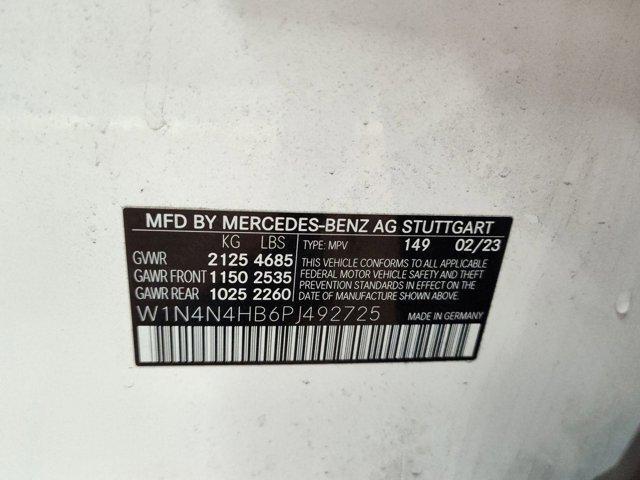 MFD BY MERCEDES-BENZ AG STUTTGART
KG LBS TYPE: MPV 149 02/23
GVWR 2125 4685
GAWR FRONT 1150 2535
GAWR REAR 1025 2260
THIS VEHICLE CONFORMS TO ALL APPLICABLE
FEDERAL MOTOR VEHICLE SAFETY AND THEFT
PREVENTION STANDARDS IN EFFECT ON THE
DATE OF MANUFACTURE SHOWN ABOVE.
W1N4N4HB6PJ492725
MADE IN GERMANY